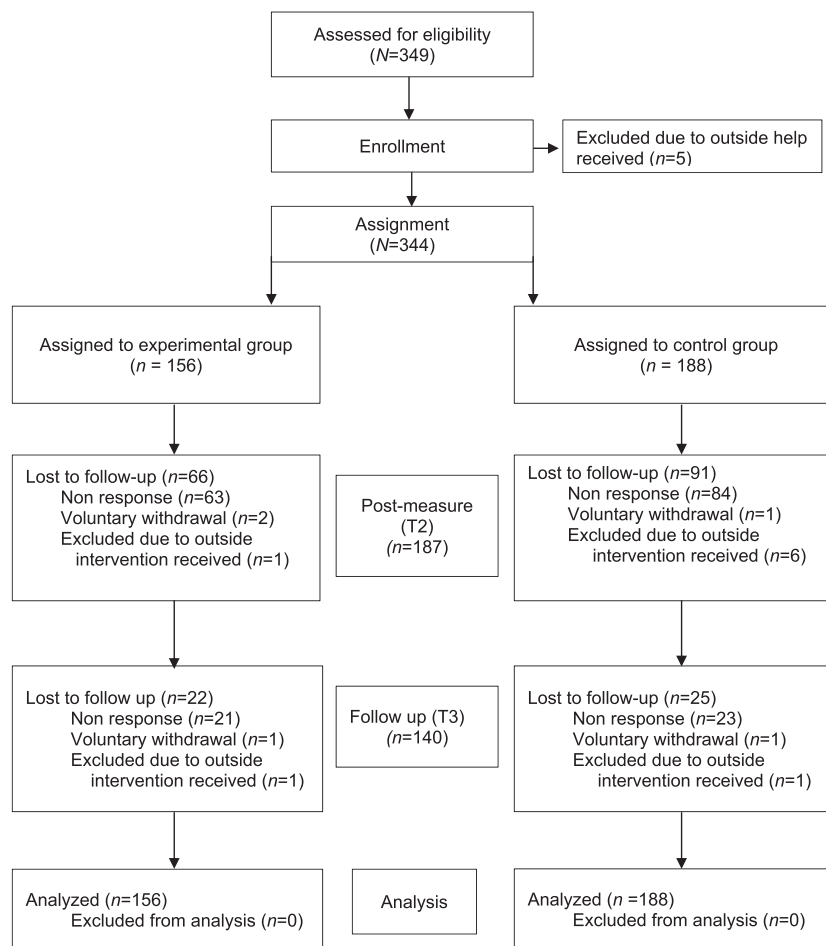 Assessed for eligibility
(N=349)
Enrollment
Excluded due to outside help
received (n=5)
Assignment
(N=344)
Assigned to experimental group
(n = 156)
Assigned to control group
(n = 188)
Lost to follow-up (n=66)
Non response (n=63)
Voluntary withdrawal (n=2)
Excluded due to outside
intervention received (n=1)
Post-measure
(T2)
(n=187)
Lost to follow-up (n=91)
Non response (n=84)
Voluntary withdrawal (n=1)
Excluded due to outside
intervention received (n=6)
Lost to follow up (n=22)
Non response (n=21)
Voluntary withdrawal (n=1)
Excluded due to outside
intervention received (n=1)
Follow up (T3)
(n=140)
Lost to follow-up (n=25)
Non response (n=23)
Voluntary withdrawal (n=1)
Excluded due to outside
intervention received (n=1)
Analyzed (n=156)
Excluded from analysis (n=0)
Analysis
Analyzed (n =188)
Excluded from analysis (n=0)